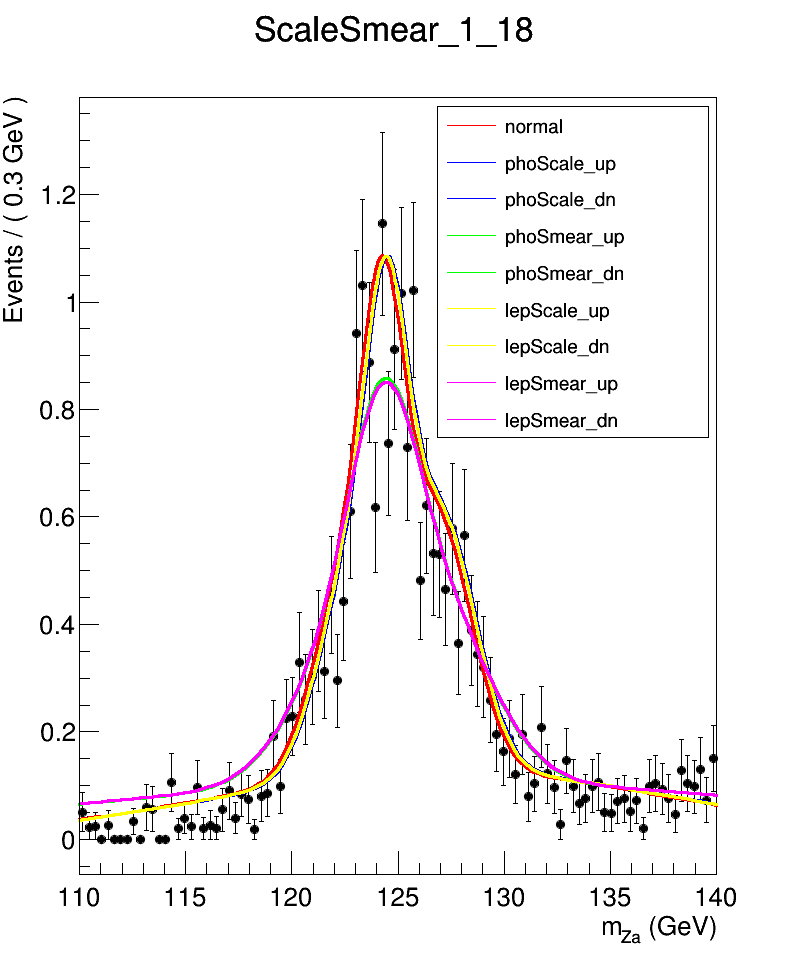 ScaleSmear_1_18
Events / ( 0.3 GeV )
normal
phoScale_up
phoScale_dn
phoSmear_up
phoSmear_dn
lepScale_up
lepScale_dn
lepSmear_up
lepSmear_dn
1.2
1
0.8
0.6
0.4
0.2
0
110 115 120 125 130 135 140
m_Za (GeV)